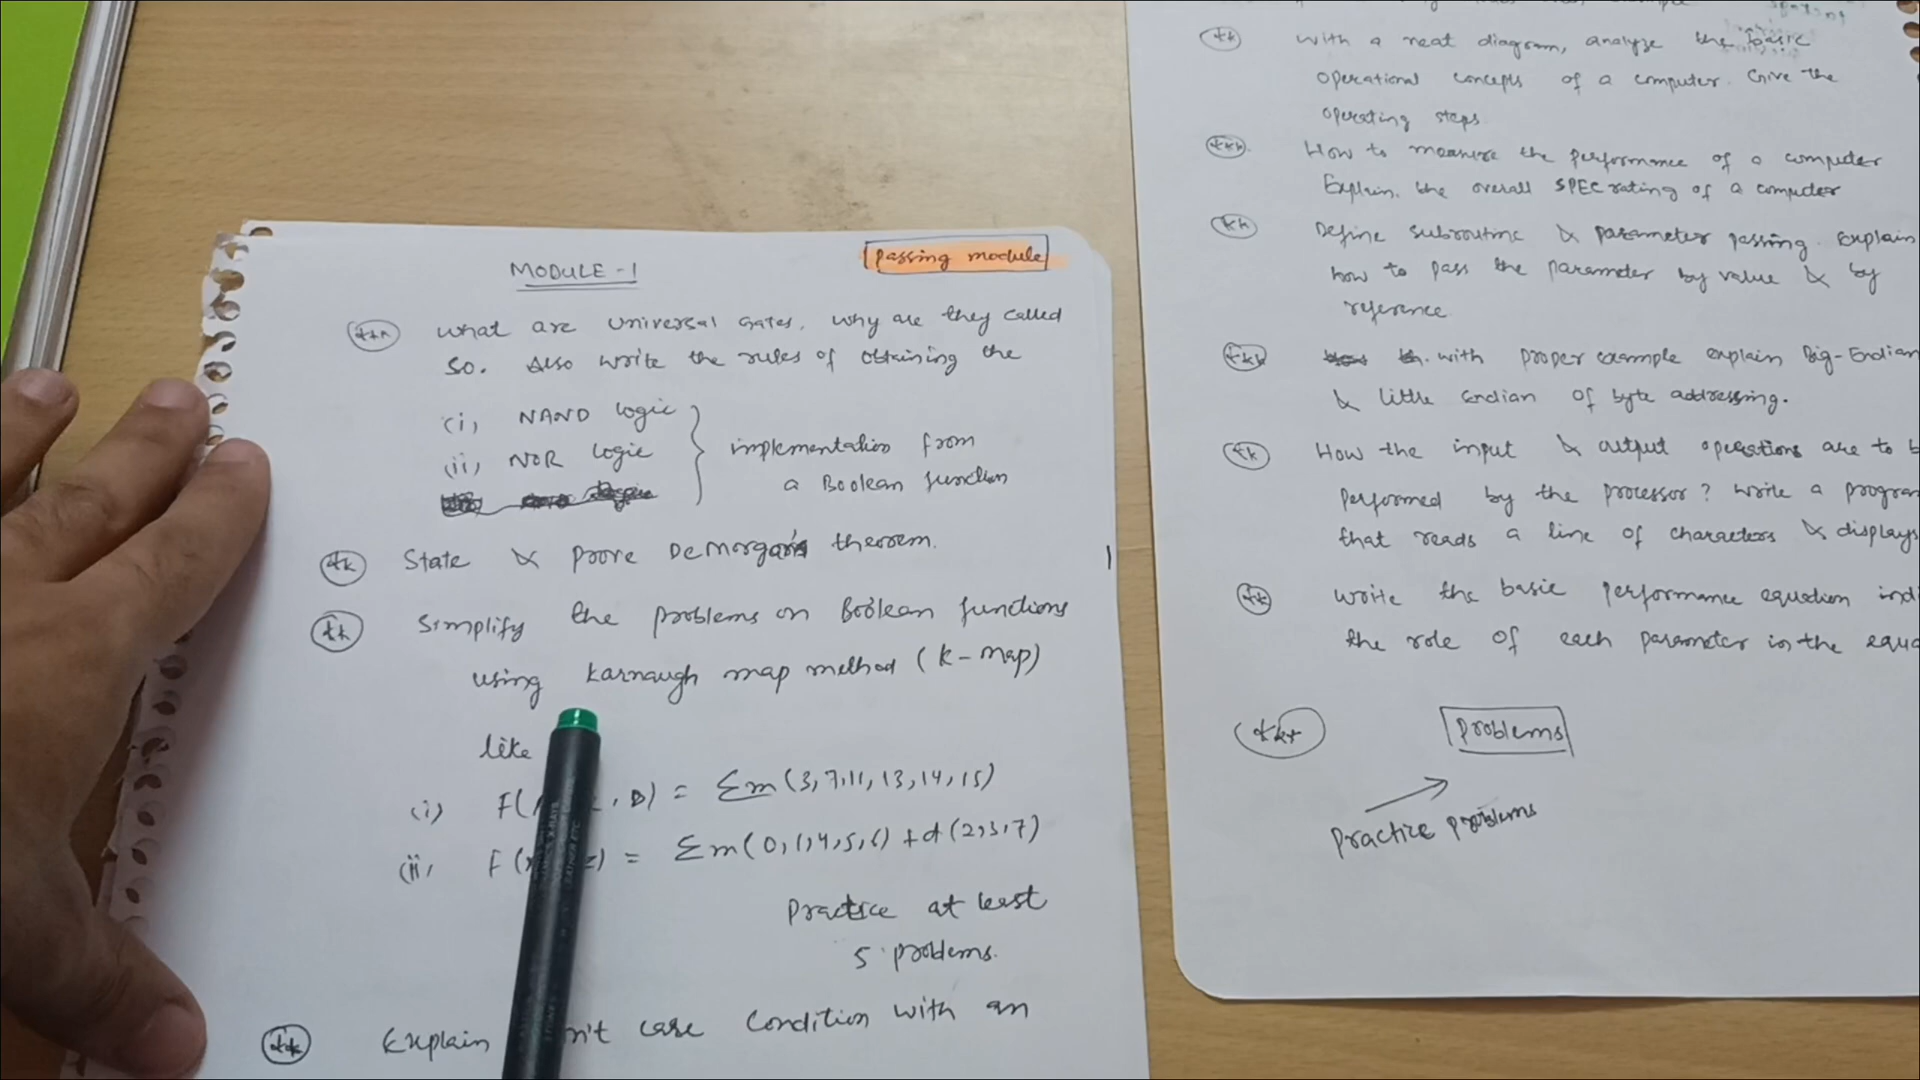 MODULE-1
Passing module
What are universal Gates, why are they called
so. Also write the rules of obtaining the
(i) NAND logic
(ii) NOR logic
implementation from
a Boolean function
State & prove DeMorgan's theorem.
Simplify the problems on Boolean functions
using Karnaugh map method (K-Map)
like
(i) F( , D) = Σm(3,7,11,13,14,15)
(ii) F( z) = Σm(0,1,4,5,6)+d(2,3,7)
Practice at least
5 problems.
Explain n't care condition with an
With a neat diagram, analyze the basic
operational concepts of a computer. Give the
operating steps
How to measure the performance of a computer
Explain. the overall SPEC rating of a computer
Define subroutine & parameter passing. Explain
how to pass the parameter by value & by
reference
with proper example explain Big-Endian
& little endian of byte addressing.
How the input & output operations are to b
performed by the processor? Write a program
that reads a line of characters & displays
Write the basic performance equation indi
the role of each parameter in the equa
Problems
Practice problems